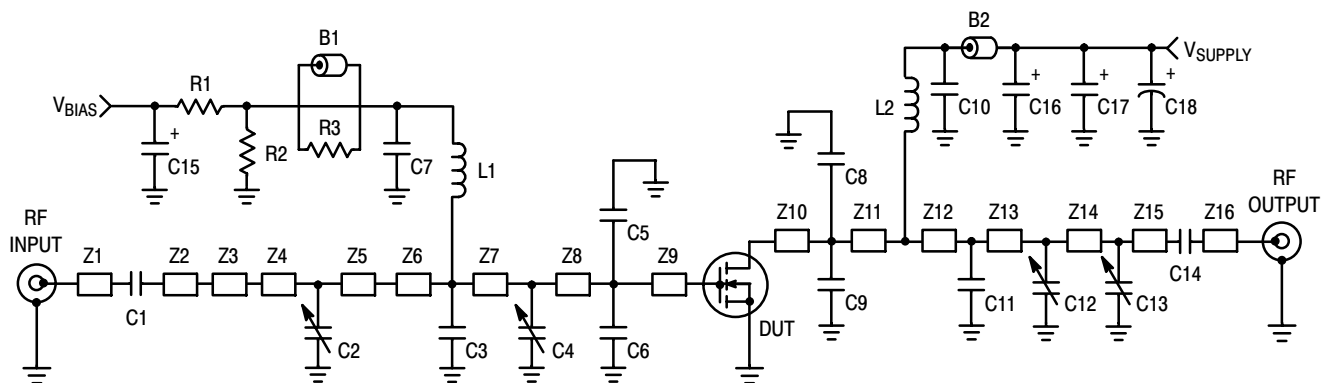 B2
V_SUPPLY
B1
R1
V_BIAS
+
C15
R2
R3
C7
L1
L2
C10
+
C16
+
C17
+
C18
C8
C5
RF
INPUT
Z1
C1
Z2
Z3
Z4
C2
Z5
Z6
C3
Z7
C4
Z8
C6
Z9
DUT
Z10
C9
Z11
Z12
C11
Z13
C12
Z14
C13
Z15
C14
Z16
RF
OUTPUT